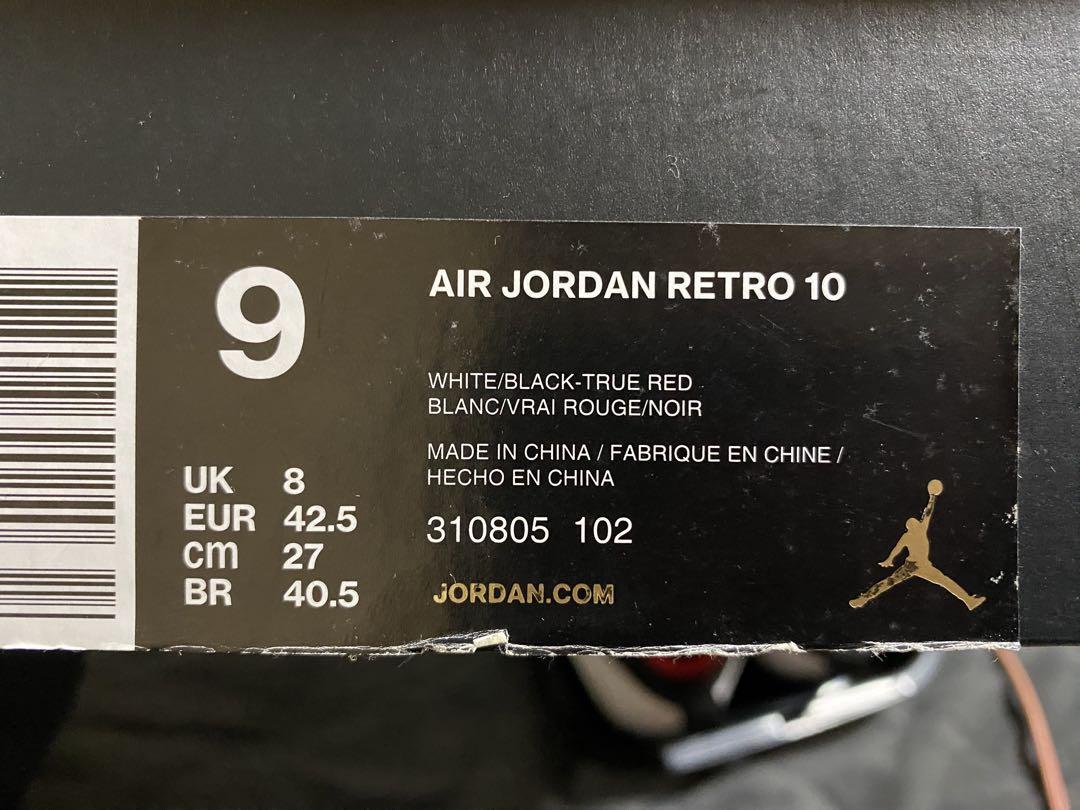 9
UK 8
EUR 42.5
cm 27
BR 40.5
AIR JORDAN RETRO 10
WHITE/BLACK-TRUE RED
BLANC/VRAI ROUGE/NOIR
MADE IN CHINA / FABRIQUE EN CHINE /
HECHO EN CHINA
310805 102
JORDAN.COM